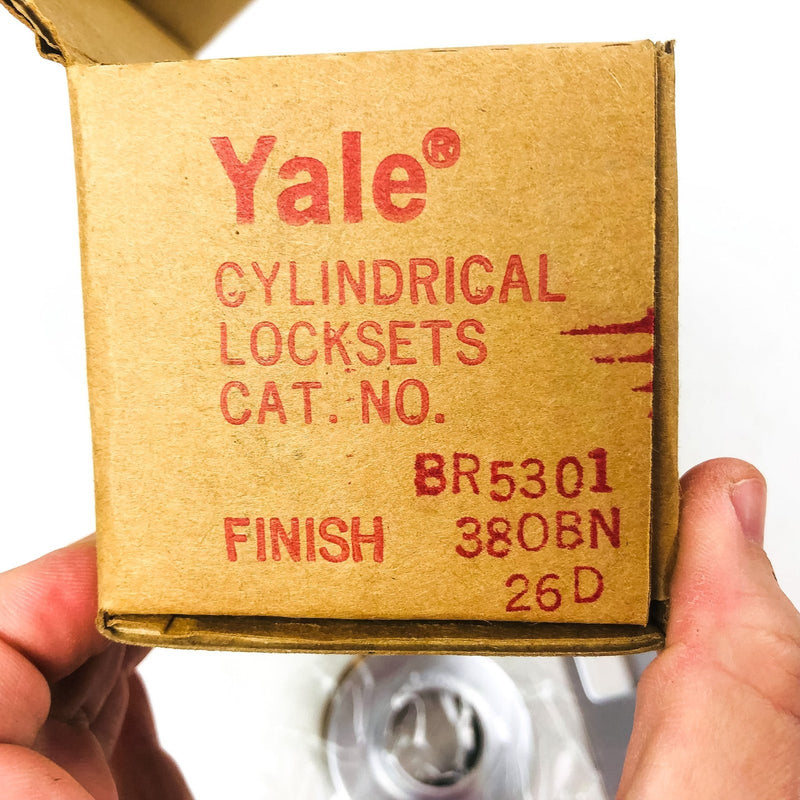 Yale®
CYLINDRICAL
LOCKSETS
CAT. NO.
BR5301
FINISH 380BN
26D